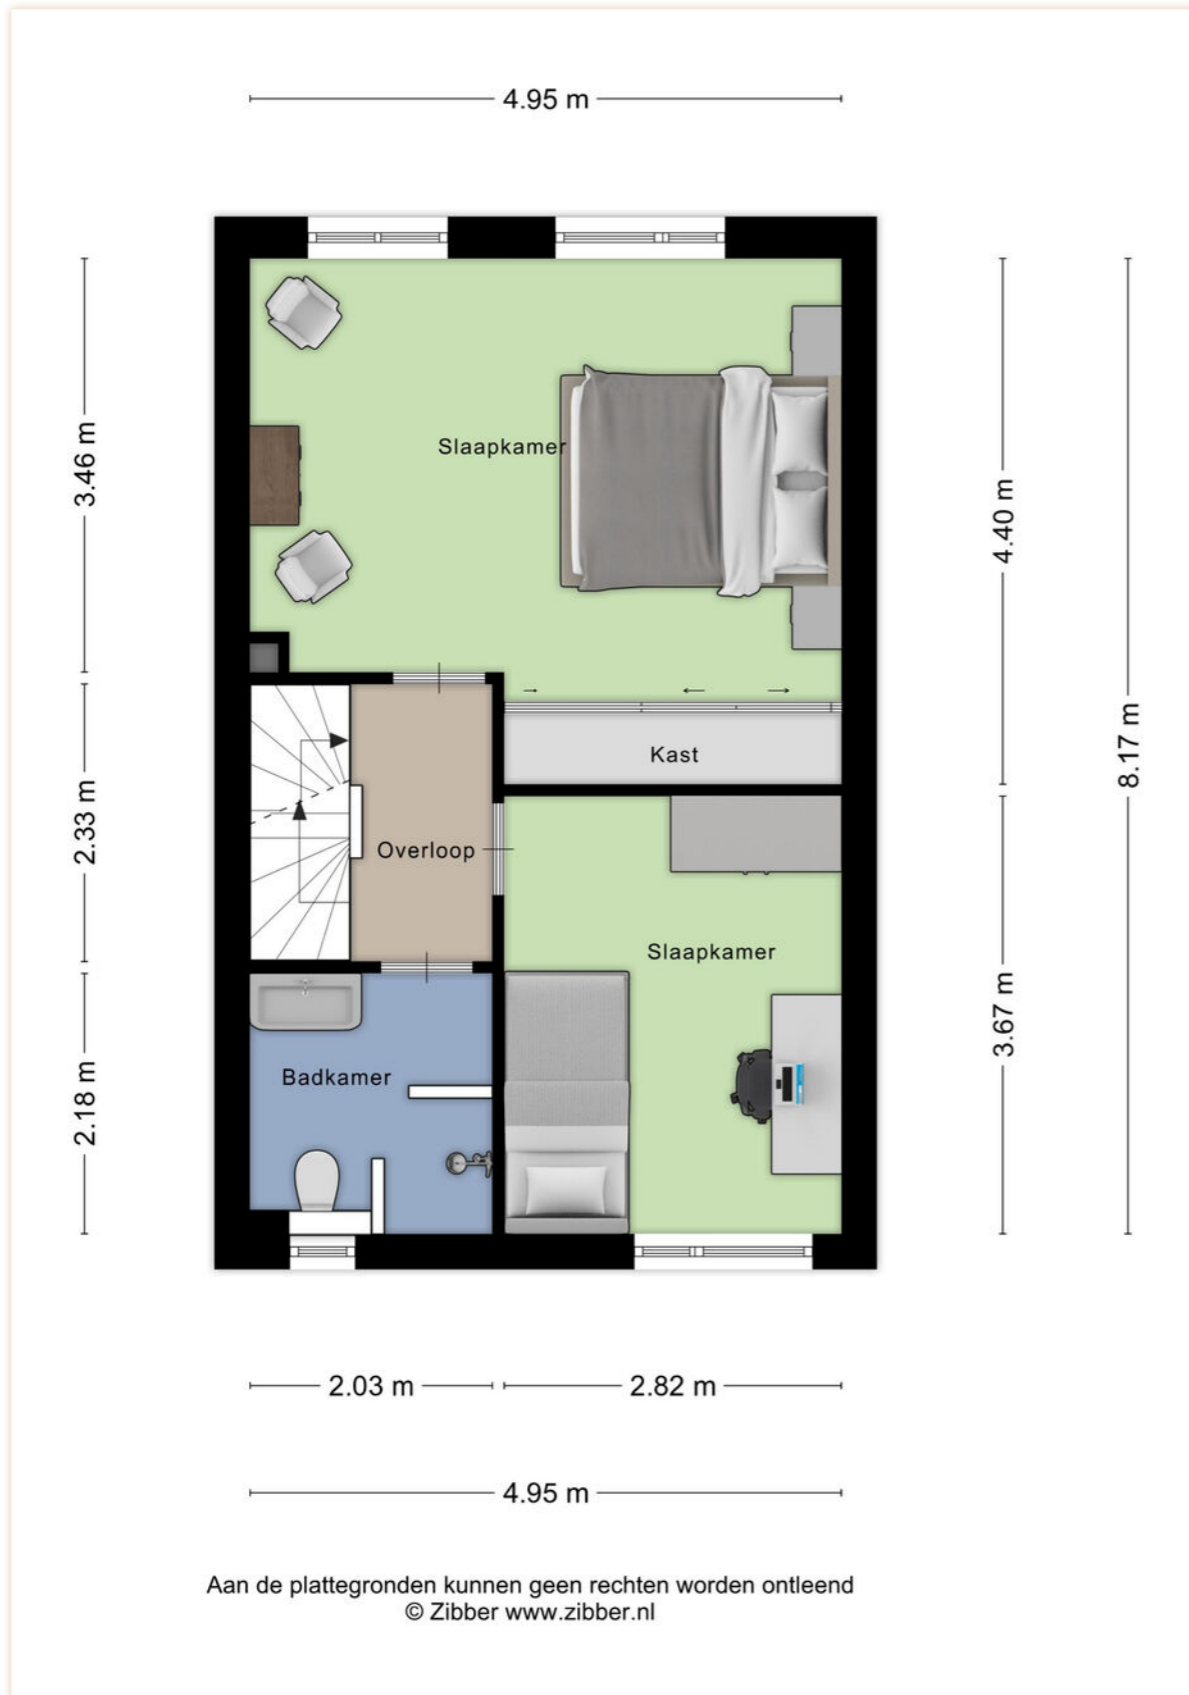 4.95 m
3.46 m
Slaapkamer
4.40 m
8.17 m
Kast
2.33 m
Overloop
Slaapkamer
3.67 m
2.18 m
Badkamer
2.03 m
2.82 m
4.95 m
Aan de plattegronden kunnen geen rechten worden ontleend
© Zibber www.zibber.nl